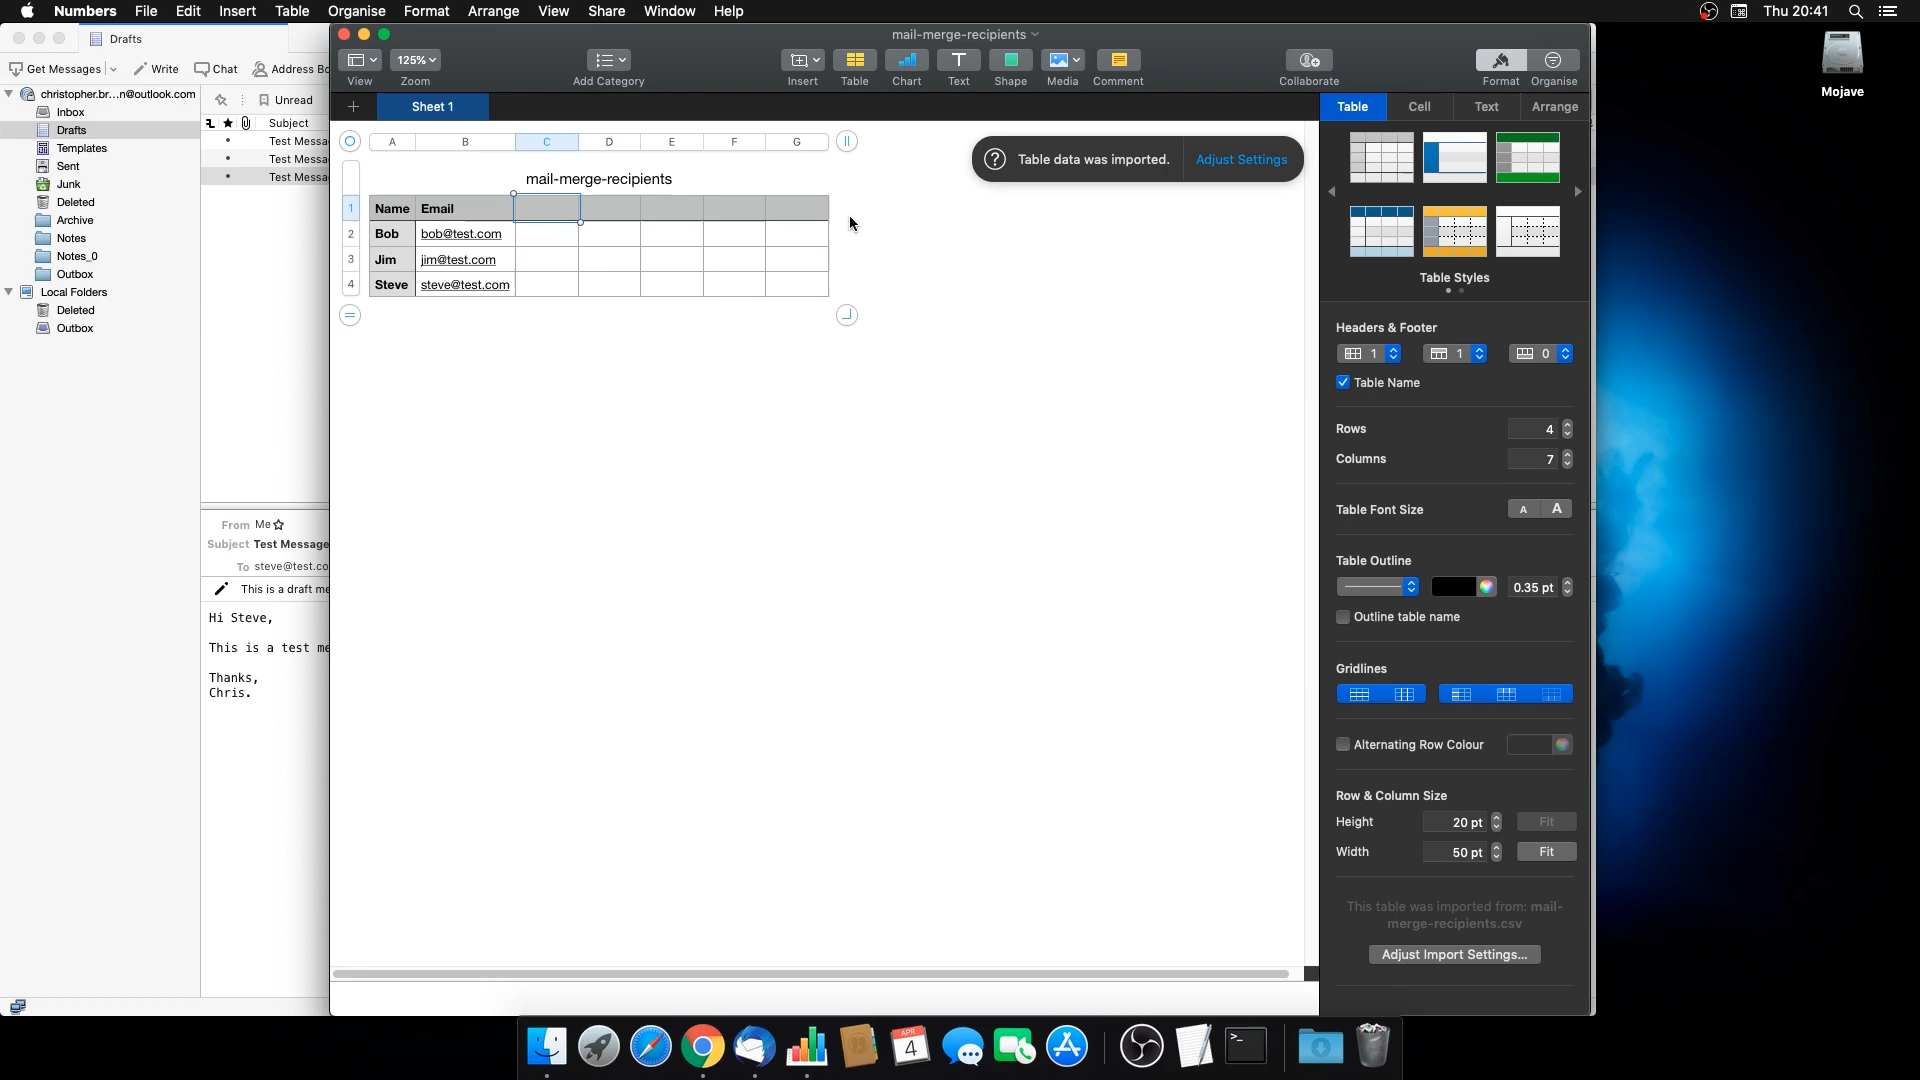 Numbers File Edit Insert Table Organise Format Arrange View Share Window Help Thu 20:41
Drafts
Get Messages Write Chat Address Bo
christopher.br...n@outlook.com
Inbox
Drafts
Templates
Sent
Junk
Deleted
Archive
Notes
Notes_0
Outbox
Local Folders
Deleted
Outbox
Unread
Subject
Test Messa
Test Messa
Test Messa
From Me
Subject Test Message
To steve@test.co
This is a draft me
Hi Steve,
This is a test me
Thanks,
Chris.
mail-merge-recipients
125%
View Zoom Add Category Insert Table Chart Text Shape Media Comment Collaborate Format Organise
Sheet 1
A B C D E F G
mail-merge-recipients
1 Name Email
2 Bob bob@test.com
3 Jim jim@test.com
4 Steve steve@test.com
Table data was imported. Adjust Settings
Table Cell Text Arrange
Table Styles
Headers & Footer
1 1 0
Table Name
Rows 4
Columns 7
Table Font Size A A
Table Outline
0.35 pt
Outline table name
Gridlines
Alternating Row Colour
Row & Column Size
Height 20 pt Fit
Width 50 pt Fit
This table was imported from: mail-
merge-recipients.csv
Adjust Import Settings...
Mojave
APR
4
>_